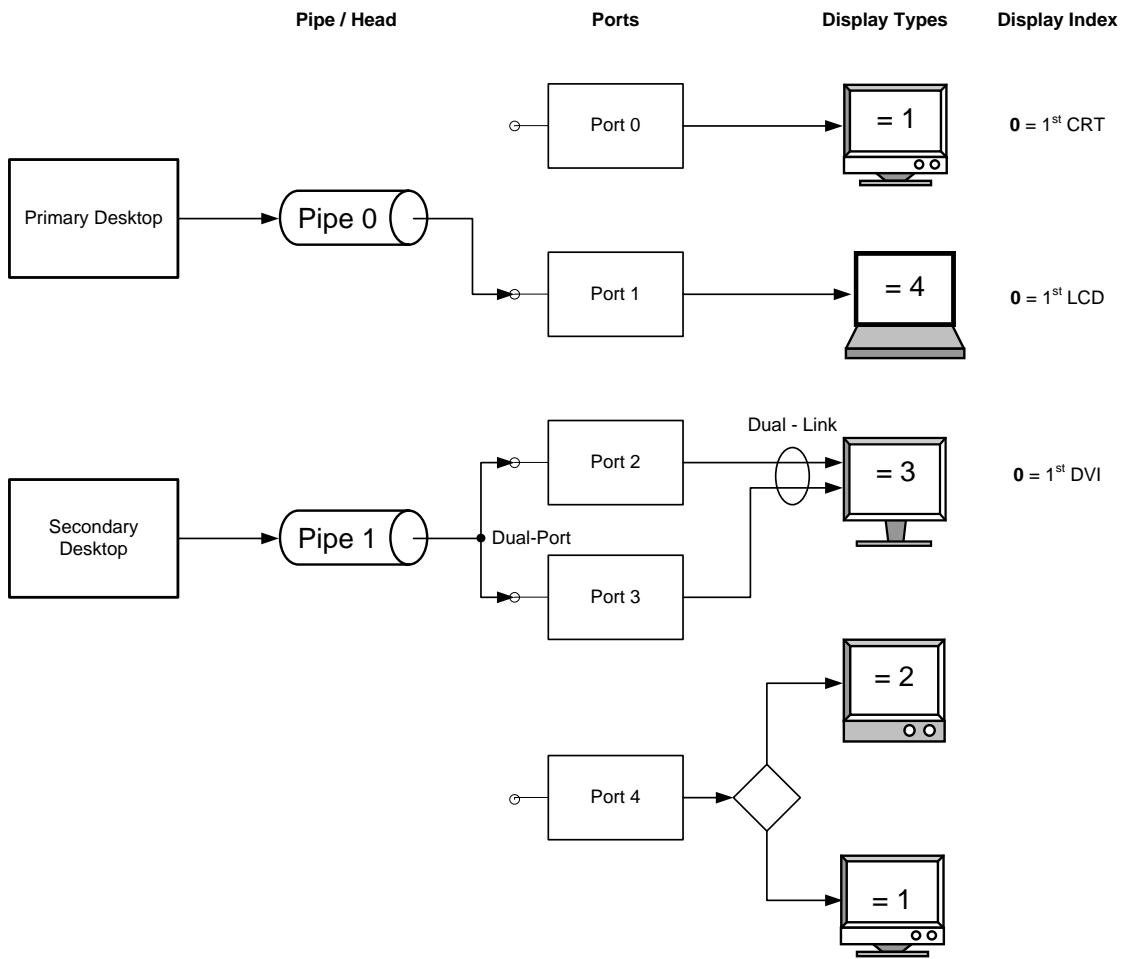 Pipe / Head
Ports
Display Types
Display Index
Port 0
= 1
0 = 1st CRT
Primary Desktop
Pipe 0
Port 1
= 4
0 = 1st LCD
Dual - Link
Port 2
= 3
0 = 1st DVI
Secondary
Desktop
Pipe 1
Dual-Port
Port 3
= 2
Port 4
= 1